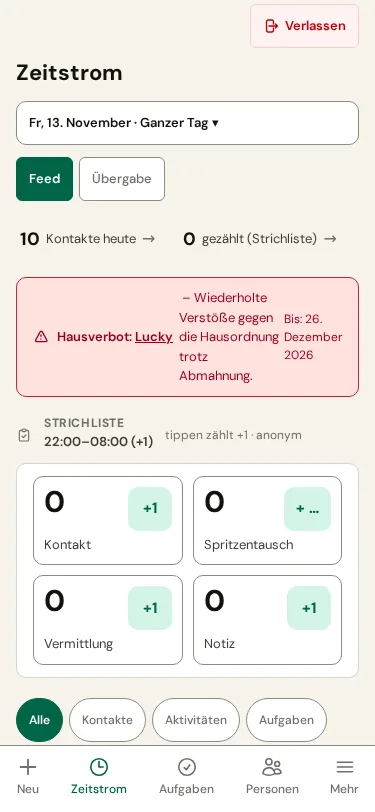 Verlassen
Zeitstrom
Fr, 13. November · Ganzer Tag ▾
Feed
Übergabe
10 Kontakte heute →
0 gezählt (Strichliste) →
Hausverbot: Lucky
– Wiederholte
Verstöße gegen
die Hausordnung
trotz
Abmahnung.
Bis: 26.
Dezember
2026
STRICHLISTE
22:00–08:00 (+1)
tippen zählt +1 · anonym
0
+1
Kontakt
0
+ …
Spritzentausch
0
+1
Vermittlung
0
+1
Notiz
Alle
Kontakte
Aktivitäten
Aufgaben
Neu
Zeitstrom
Aufgaben
Personen
Mehr